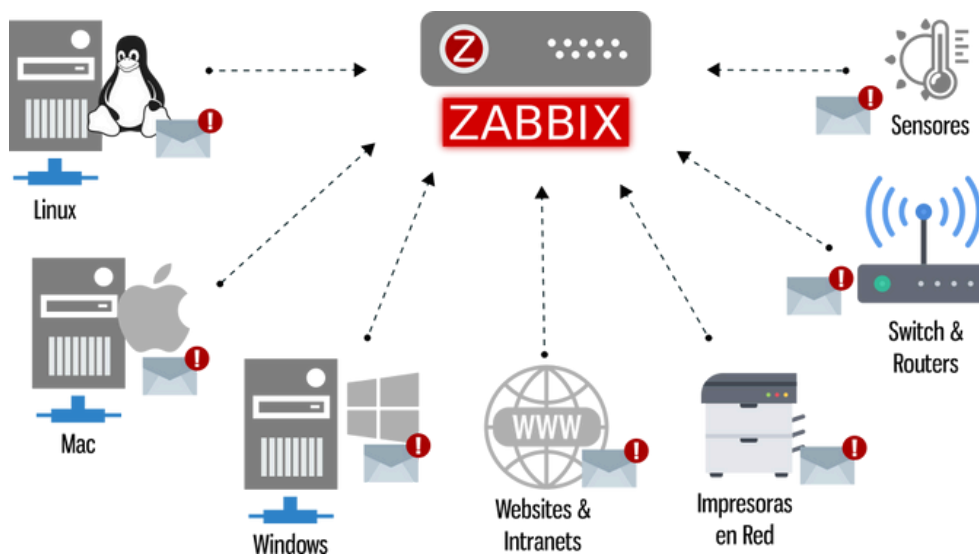 Z
ZABBIX
Sensores
Linux
Switch &
Routers
Mac
WWW
Windows
Websites &
Intranets
Impresoras
en Red